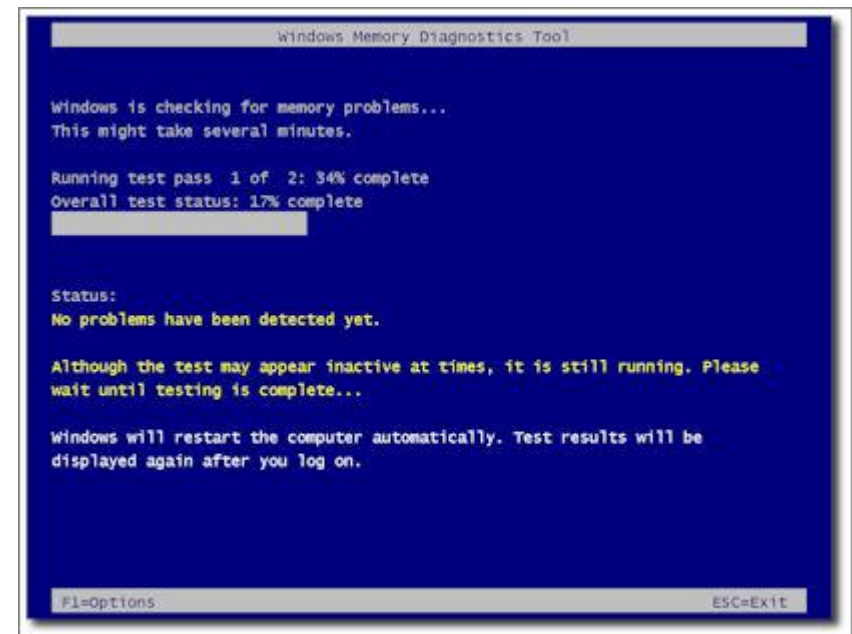 Windows Memory Diagnostics Tool
Windows is checking for memory problems...
This might take several minutes.
Running test pass  1 of  2: 34% complete
Overall test status: 17% complete
Status:
No problems have been detected yet.
Although the test may appear inactive at times, it is still running. Please
wait until testing is complete...
Windows will restart the computer automatically. Test results will be
displayed again after you log on.
F1=Options
ESC=Exit